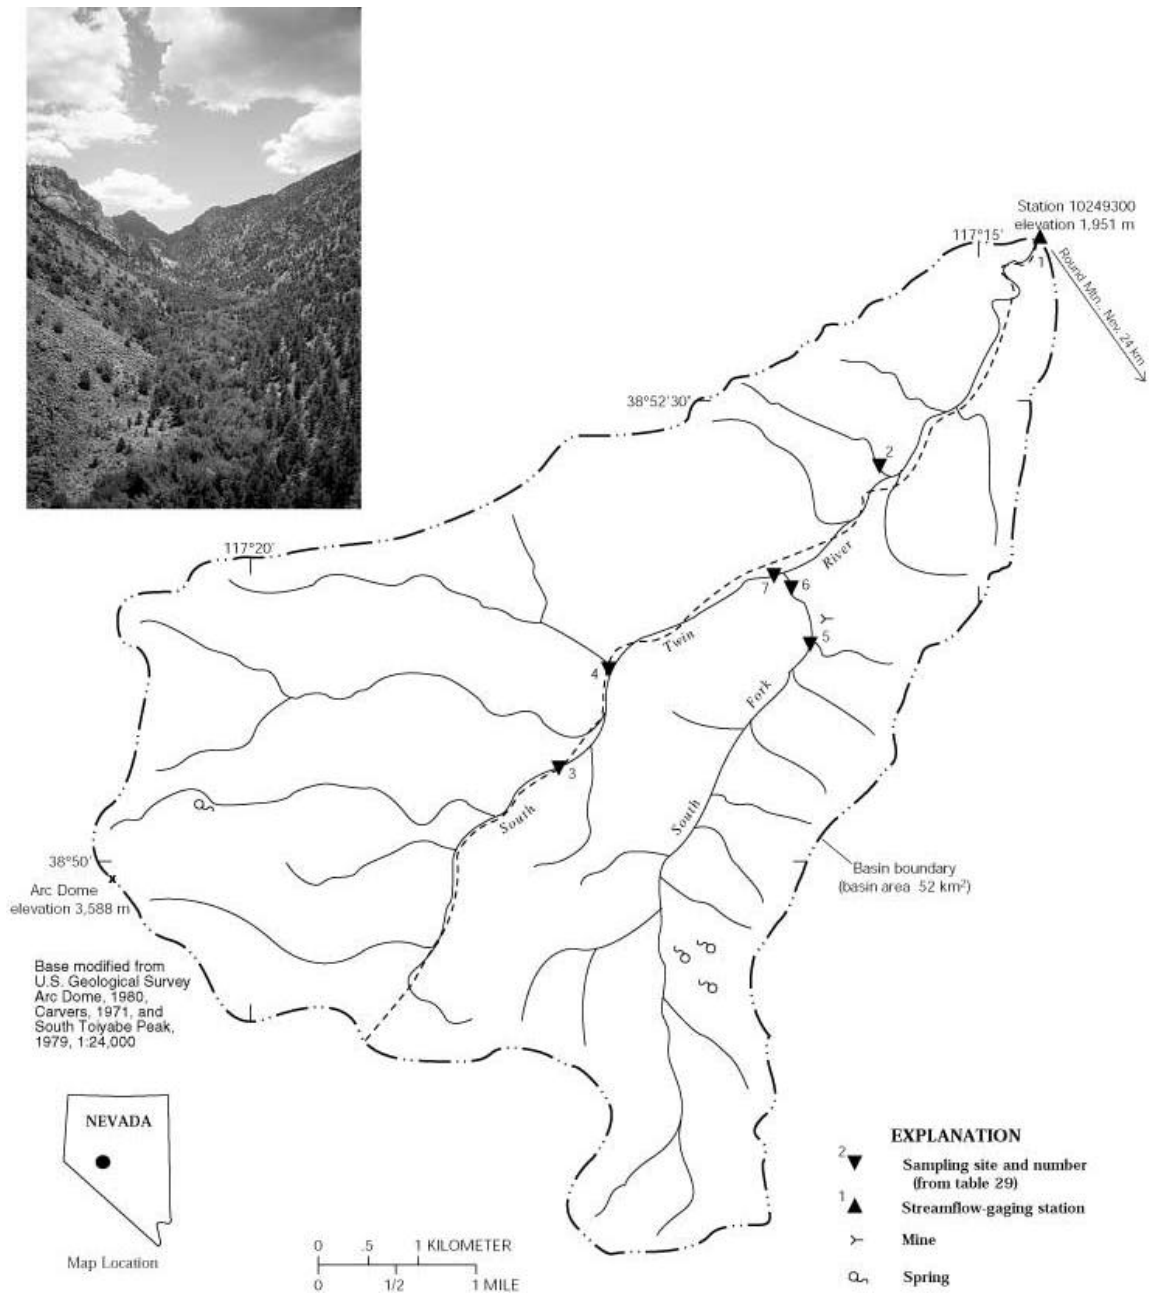 Station 10249300
elevation 1,951 m
117°15'
1
Round Mtn., Nev. 24 km
38°52'30"
2
117°20'
River
7
6
Twin
5
4
Fork
3
South
South
38°50'
Basin boundary
(basin area 52 km²)
x
Arc Dome
elevation 3,588 m
Base modified from
U.S. Geological Survey
Arc Dome, 1980,
Carvers, 1971, and
South Toiyabe Peak,
1979, 1:24,000
NEVADA
Map Location
EXPLANATION
2
Sampling site and number
(from table 29)
1
Streamflow-gaging station
Mine
Spring
0 .5 1 KILOMETER
0 1/2 1 MILE